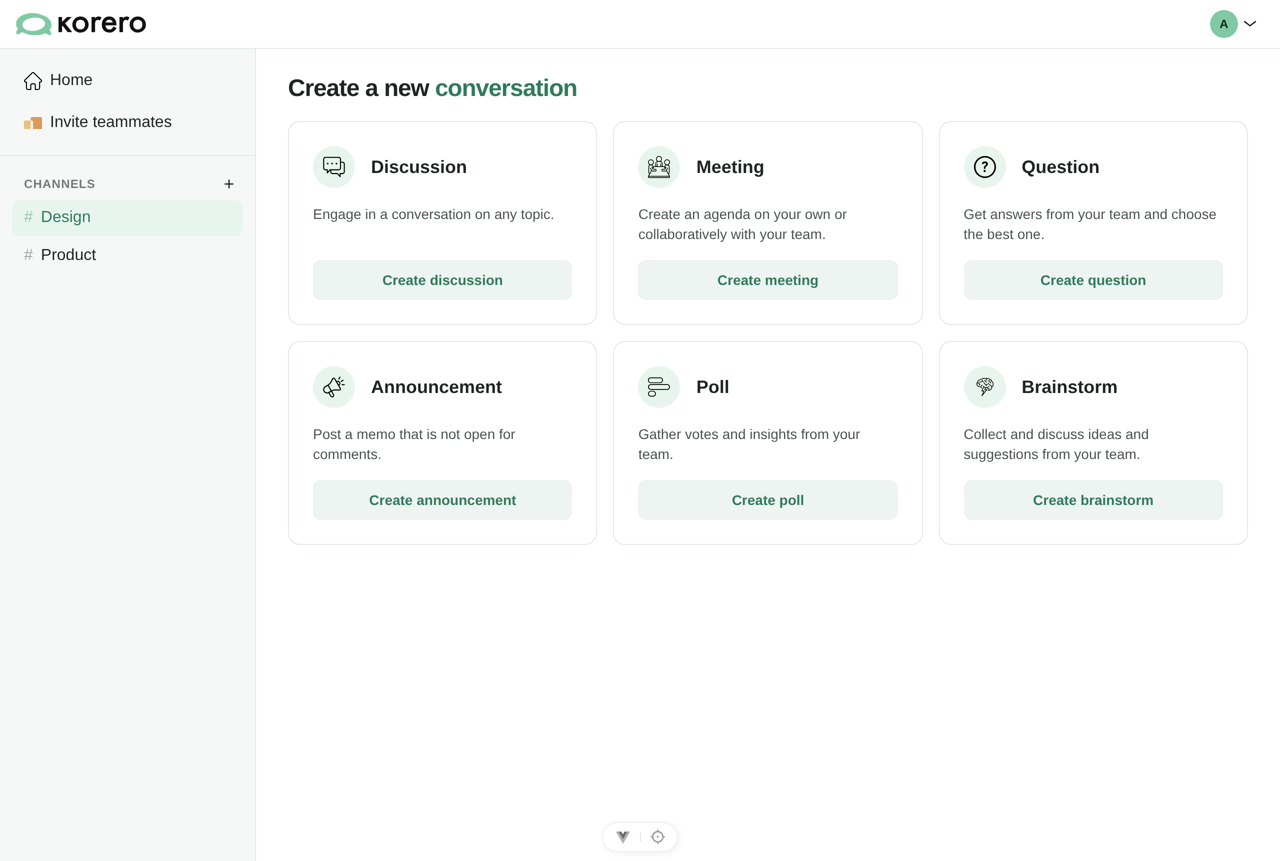 Korero
A
Home
Invite teammates
CHANNELS +
# Design
# Product
Create a new conversation
Discussion
Engage in a conversation on any topic.
Create discussion
Meeting
Create an agenda on your own or
collaboratively with your team.
Create meeting
Question
Get answers from your team and choose
the best one.
Create question
Announcement
Post a memo that is not open for
comments.
Create announcement
Poll
Gather votes and insights from your
team.
Create poll
Brainstorm
Collect and discuss ideas and
suggestions from your team.
Create brainstorm